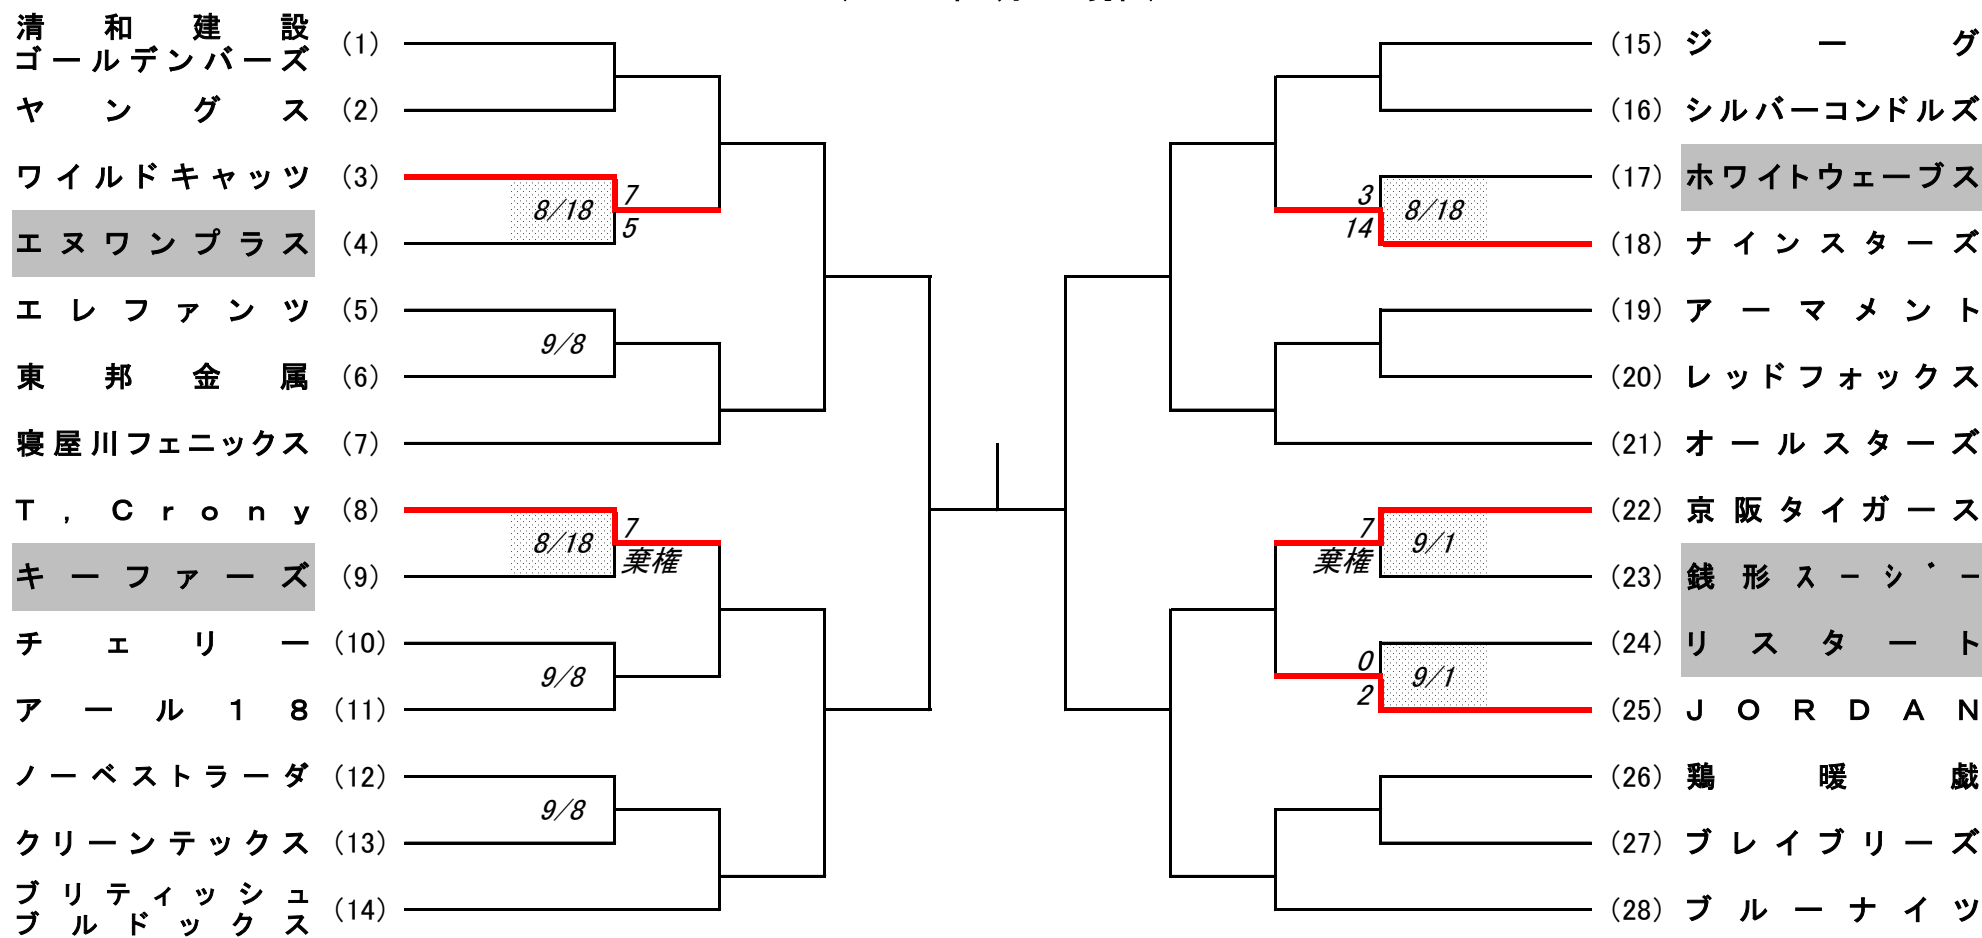 清和建設
ゴールデンバーズ (1)
ヤングス (2)
ワイルドキャッツ (3)
8/18 7
5
エヌワンプラス (4)
エレファンツ (5)
9/8
東邦金属 (6)
寝屋川フェニックス (7)
T，Crony (8)
8/18 7
棄権
キーファーズ (9)
チェリー (10)
9/8
アール18 (11)
ノーベストラーダ (12)
9/8
クリーンテックス (13)
ブリティッシュ
ブルドックス (14)
(15) ジーグ
(16) シルバーコンドルズ
(17) ホワイトウェーブス
3 8/18
14
(18) ナインスターズ
(19) アーマメント
(20) レッドフォックス
(21) オールスターズ
(22) 京阪タイガース
7 9/1
棄権
(23) 銭形ｽｰｼﾞｰ
(24) リスタート
0 9/1
2
(25) JORDAN
(26) 鶏暖戯
(27) ブレイブリーズ
(28) ブルーナイツ